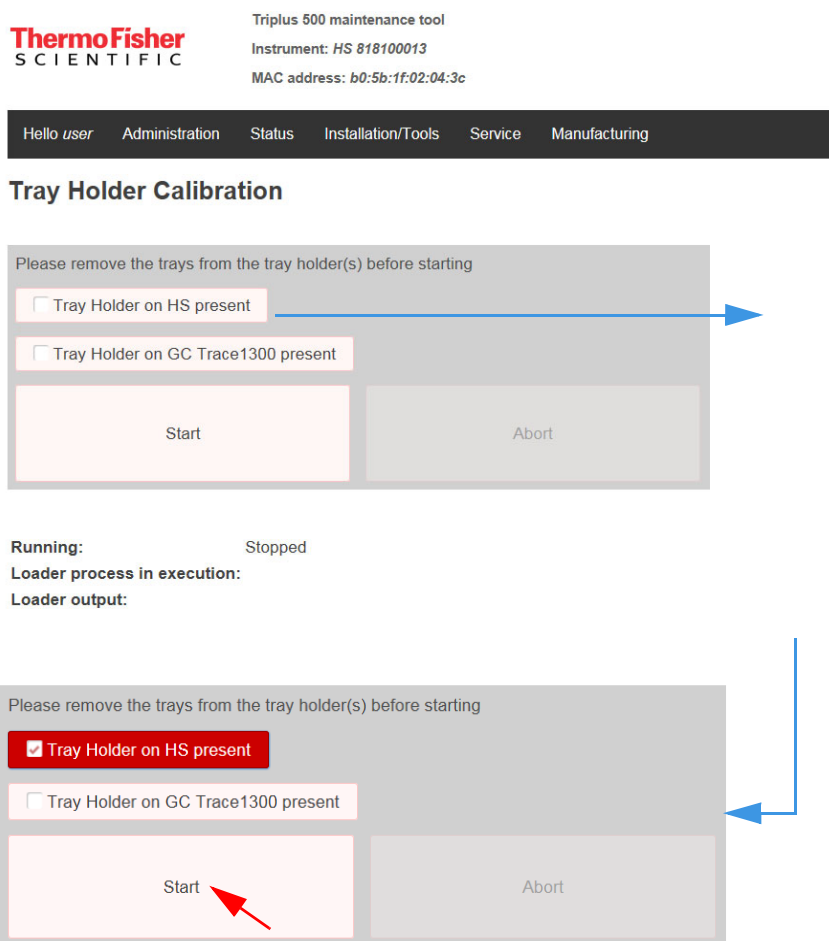 Triplus 500 maintenance tool
ThermoFisher
SCIENTIFIC
Instrument: HS 818100013
MAC address: b0:5b:1f:02:04:3c
Hello user Administration Status Installation/Tools Service Manufacturing
Tray Holder Calibration
Please remove the trays from the tray holder(s) before starting
Tray Holder on HS present
Tray Holder on GC Trace1300 present
Start Abort
Running: Stopped
Loader process in execution:
Loader output:
Please remove the trays from the tray holder(s) before starting
Tray Holder on HS present
Tray Holder on GC Trace1300 present
Start Abort